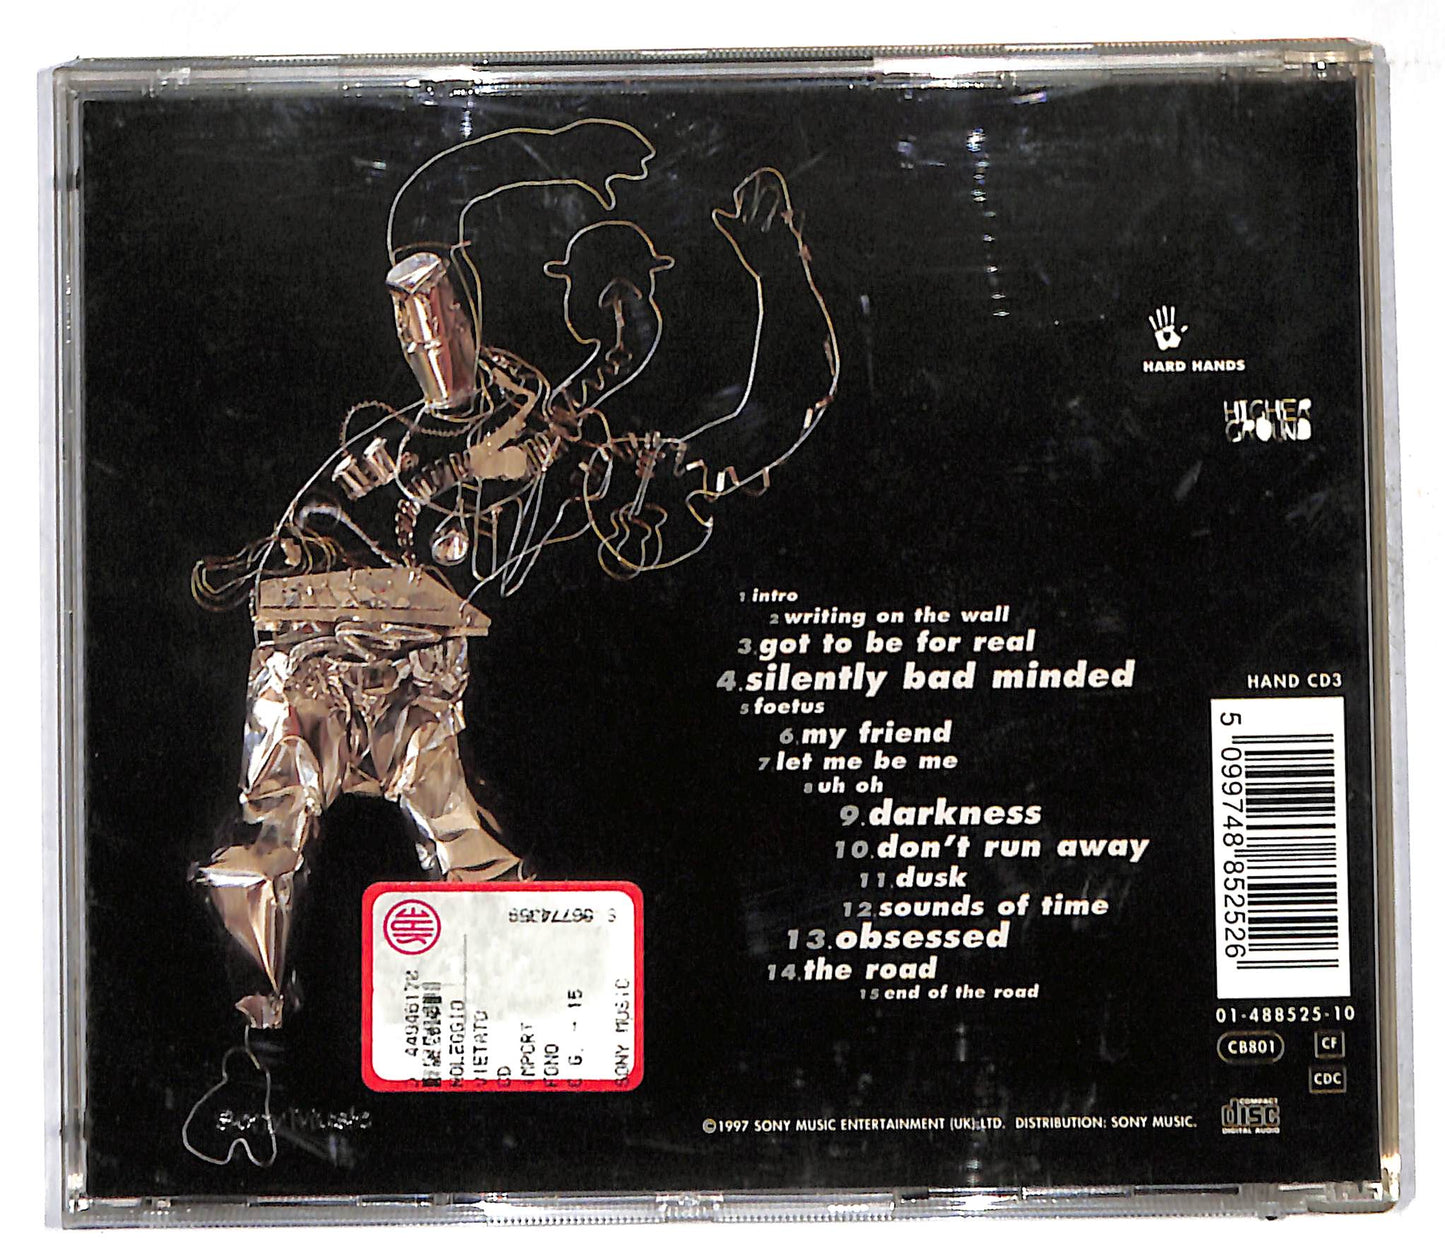 HARD HANDS
HIGHER
GROUND
1 intro
2 writing on the wall
3.got to be for real
4.silently bad minded
5 foetus
6.my friend
7 let me be me
8 uh oh
9.darkness
10.don't run away
11.dusk
12.sounds of time
13.obsessed
14.the road
15 end of the road
HAND CD3
5 099748 852526
01-488525-10
CB801
CF
CDC
COMPACT
disc
DIGITAL AUDIO
©1997 SONY MUSIC ENTERTAINMENT (UK) LTD. DISTRIBUTION: SONY MUSIC.
NOLEGGIO
VIETATO
CD
IMPORT
SONY MUSIC